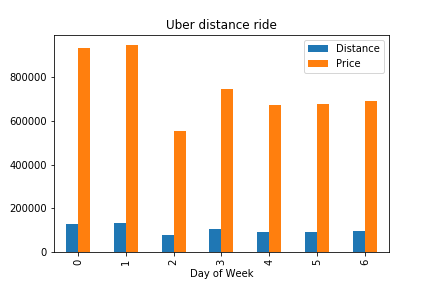 Uber distance ride
Distance
Price
800000
600000
400000
200000
0
0 1 2 3 4 5 6
Day of Week